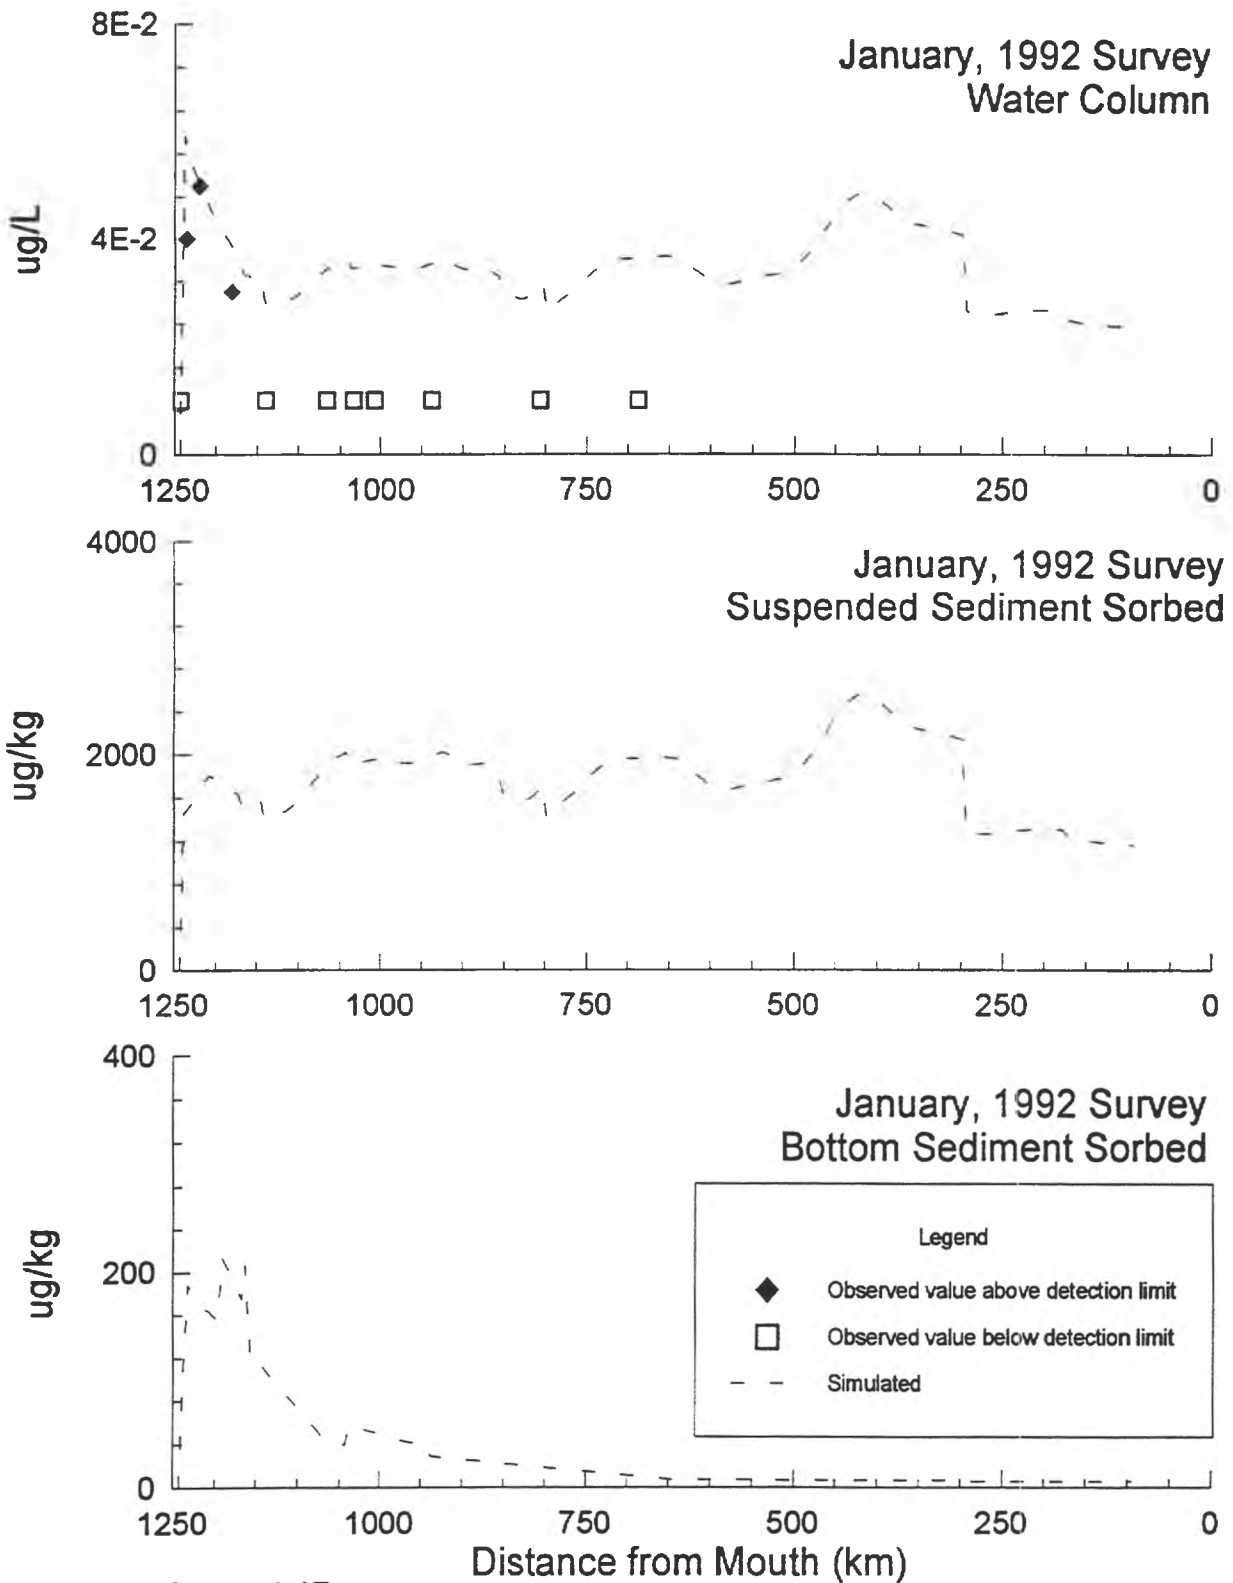 8E-2
January, 1992 Survey
Water Column
ug/L
4E-2
0
1250 1000 750 500 250 0
4000
January, 1992 Survey
Suspended Sediment Sorbed
ug/kg
2000
0
1250 1000 750 500 250 0
400
January, 1992 Survey
Bottom Sediment Sorbed
Legend
ug/kg
200
Observed value above detection limit
Observed value below detection limit
Simulated
0
1250 1000 750 500 250 0
Distance from Mouth (km)